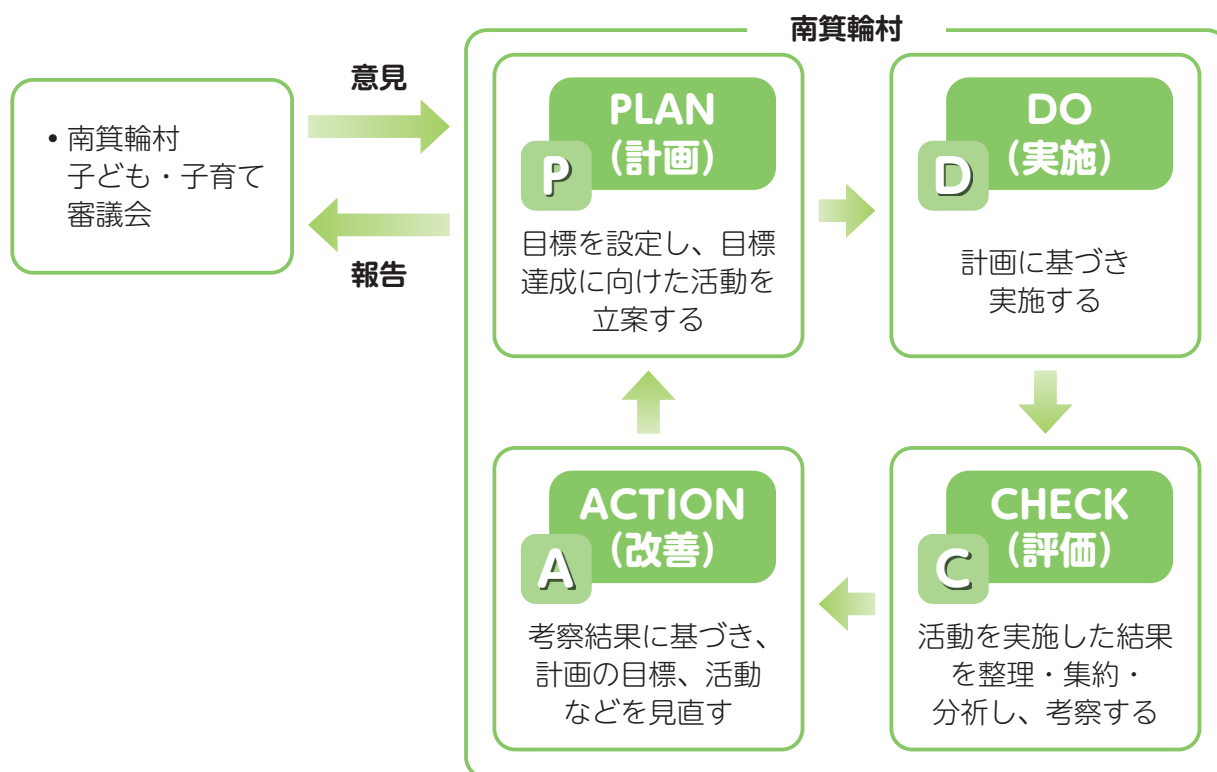 南箕輪村
• 南箕輪村
子ども・子育て
審議会
意見
報告
PLAN
(計画)
P
目標を設定し、目標
達成に向けた活動を
立案する
DO
(実施)
D
計画に基づき
実施する
ACTION
(改善)
A
考察結果に基づき、
計画の目標、活動
などを見直す
CHECK
(評価)
C
活動を実施した結果
を整理・集約・
分析し、考察する